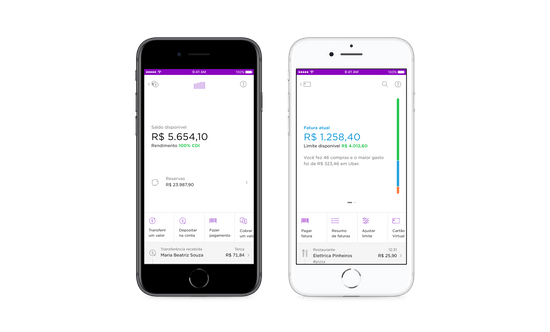 9:41 AM
100%
Saldo disponível
R$ 5.654,10
Rendimento 100% CDI
Reservas
R$ 23.987,90
Transferir
um valor
Depositar
na conta
Fazer
pagamento
Cobrar
um valor
Transferência recebida
Terça
Maria Beatriz Souza
R$ 71,84
9:41 AM
100%
Fatura atual
R$ 1.258,40
Limite disponível R$ 4.012,60
Você fez 46 compras e o maior gasto
foi de R$ 323,46 em Uber.
Pagar
fatura
Resumo
de faturas
Ajustar
limite
Cartão
Virtual
Restaurante
12:31
Elettrica Pinheiros
R$ 25,90